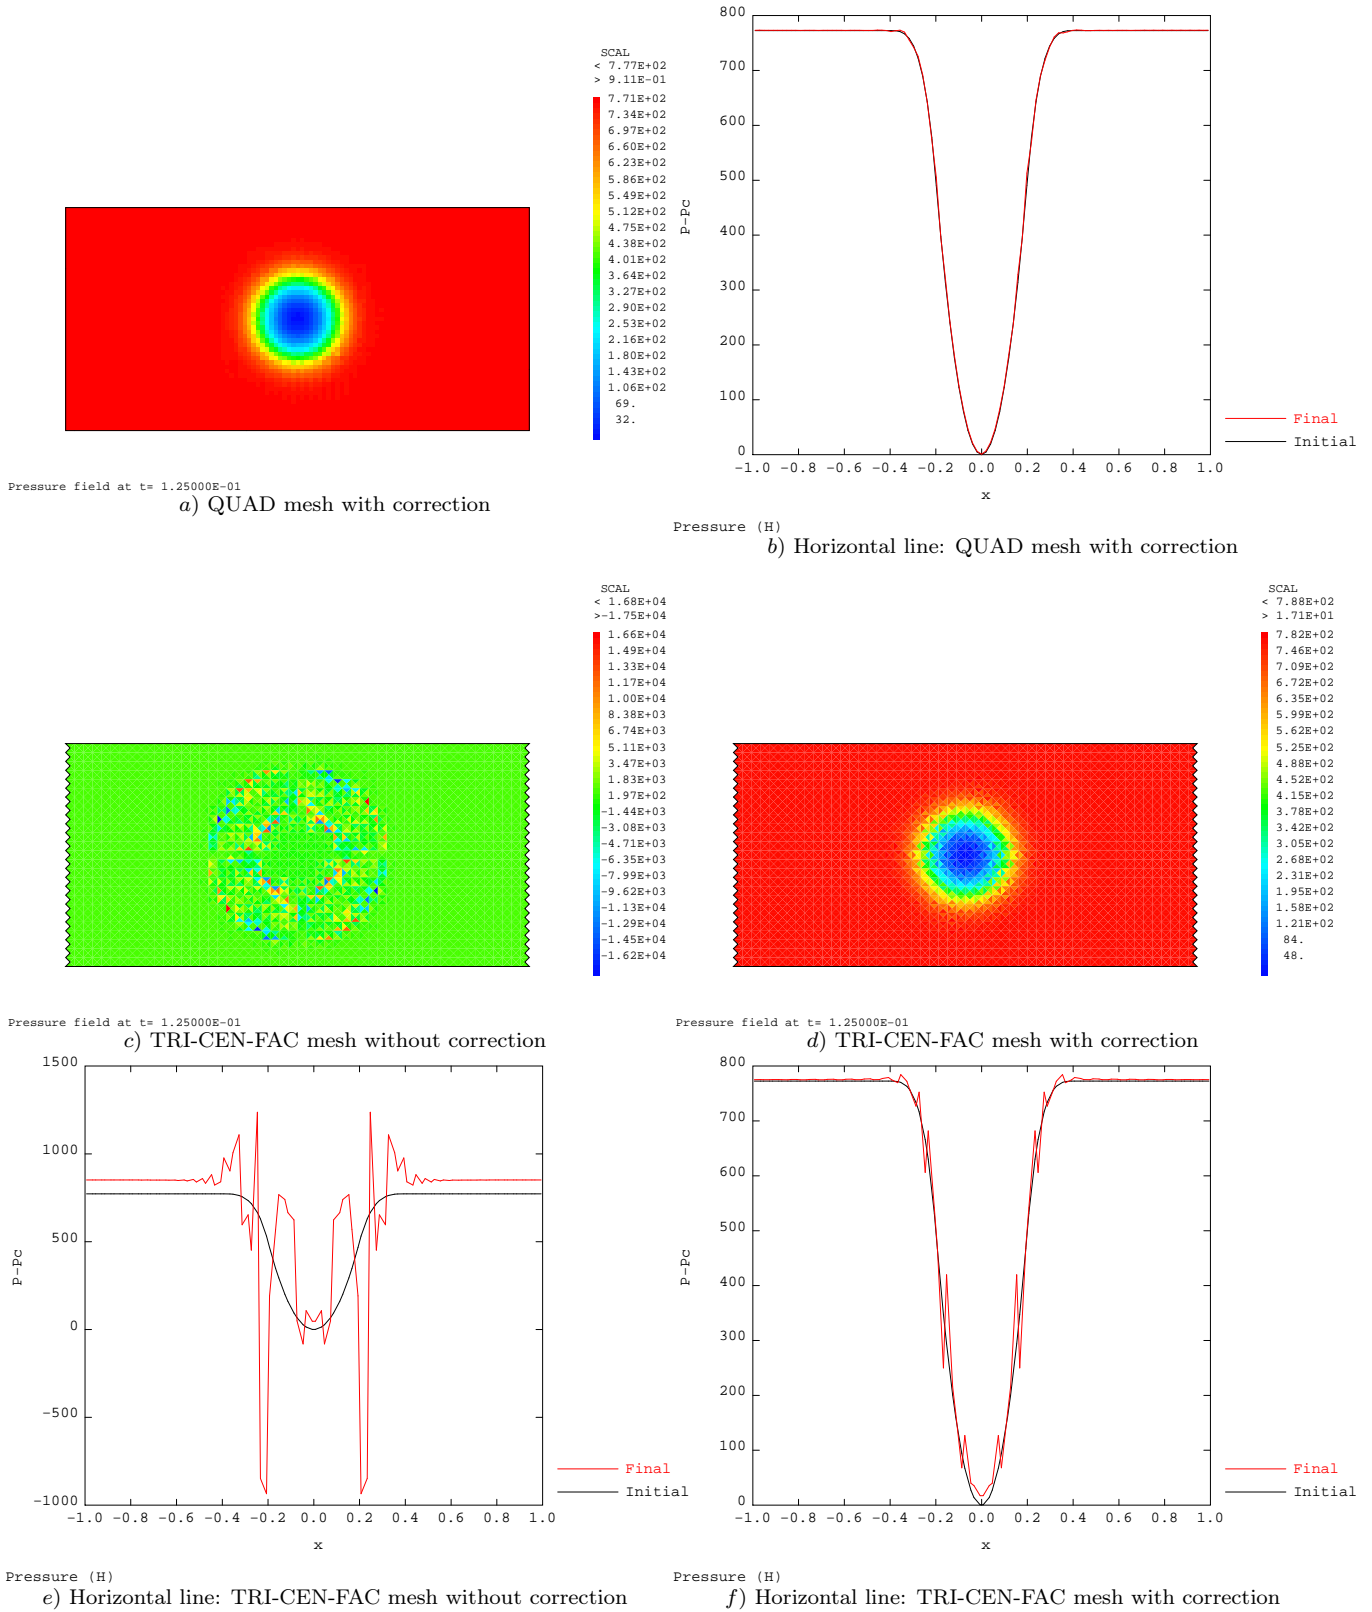 SCAL
< 7.77E+02
> 9.11E-01
7.71E+02
7.34E+02
6.97E+02
6.60E+02
6.23E+02
5.86E+02
5.49E+02
5.12E+02
4.75E+02
4.38E+02
4.01E+02
3.64E+02
3.27E+02
2.90E+02
2.53E+02
2.16E+02
1.80E+02
1.43E+02
1.06E+02
69.
32.
Pressure field at t= 1.25000E-01
a) QUAD mesh with correction
800
700
600
500
400
300
200
100
0
P-Pc
-1.0 -0.8 -0.6 -0.4 -0.2 0.0 0.2 0.4 0.6 0.8 1.0
x
Final
Initial
Pressure (H)
b) Horizontal line: QUAD mesh with correction
SCAL
< 1.68E+04
>-1.75E+04
1.66E+04
1.49E+04
1.33E+04
1.17E+04
1.00E+04
8.38E+03
6.74E+03
5.11E+03
3.47E+03
1.83E+03
1.97E+02
-1.44E+03
-3.08E+03
-4.71E+03
-6.35E+03
-7.99E+03
-9.62E+03
-1.13E+04
-1.29E+04
-1.45E+04
-1.62E+04
Pressure field at t= 1.25000E-01
c) TRI-CEN-FAC mesh without correction
SCAL
< 7.88E+02
> 1.71E+01
7.82E+02
7.46E+02
7.09E+02
6.72E+02
6.35E+02
5.99E+02
5.62E+02
5.25E+02
4.88E+02
4.52E+02
4.15E+02
3.78E+02
3.42E+02
3.05E+02
2.68E+02
2.31E+02
1.95E+02
1.58E+02
1.21E+02
84.
48.
Pressure field at t= 1.25000E-01
d) TRI-CEN-FAC mesh with correction
1500
1000
500
0
-500
-1000
P-Pc
-1.0 -0.8 -0.6 -0.4 -0.2 0.0 0.2 0.4 0.6 0.8 1.0
x
Final
Initial
Pressure (H)
e) Horizontal line: TRI-CEN-FAC mesh without correction
800
700
600
500
400
300
200
100
0
P-Pc
-1.0 -0.8 -0.6 -0.4 -0.2 0.0 0.2 0.4 0.6 0.8 1.0
x
Final
Initial
Pressure (H)
f) Horizontal line: TRI-CEN-FAC mesh with correction